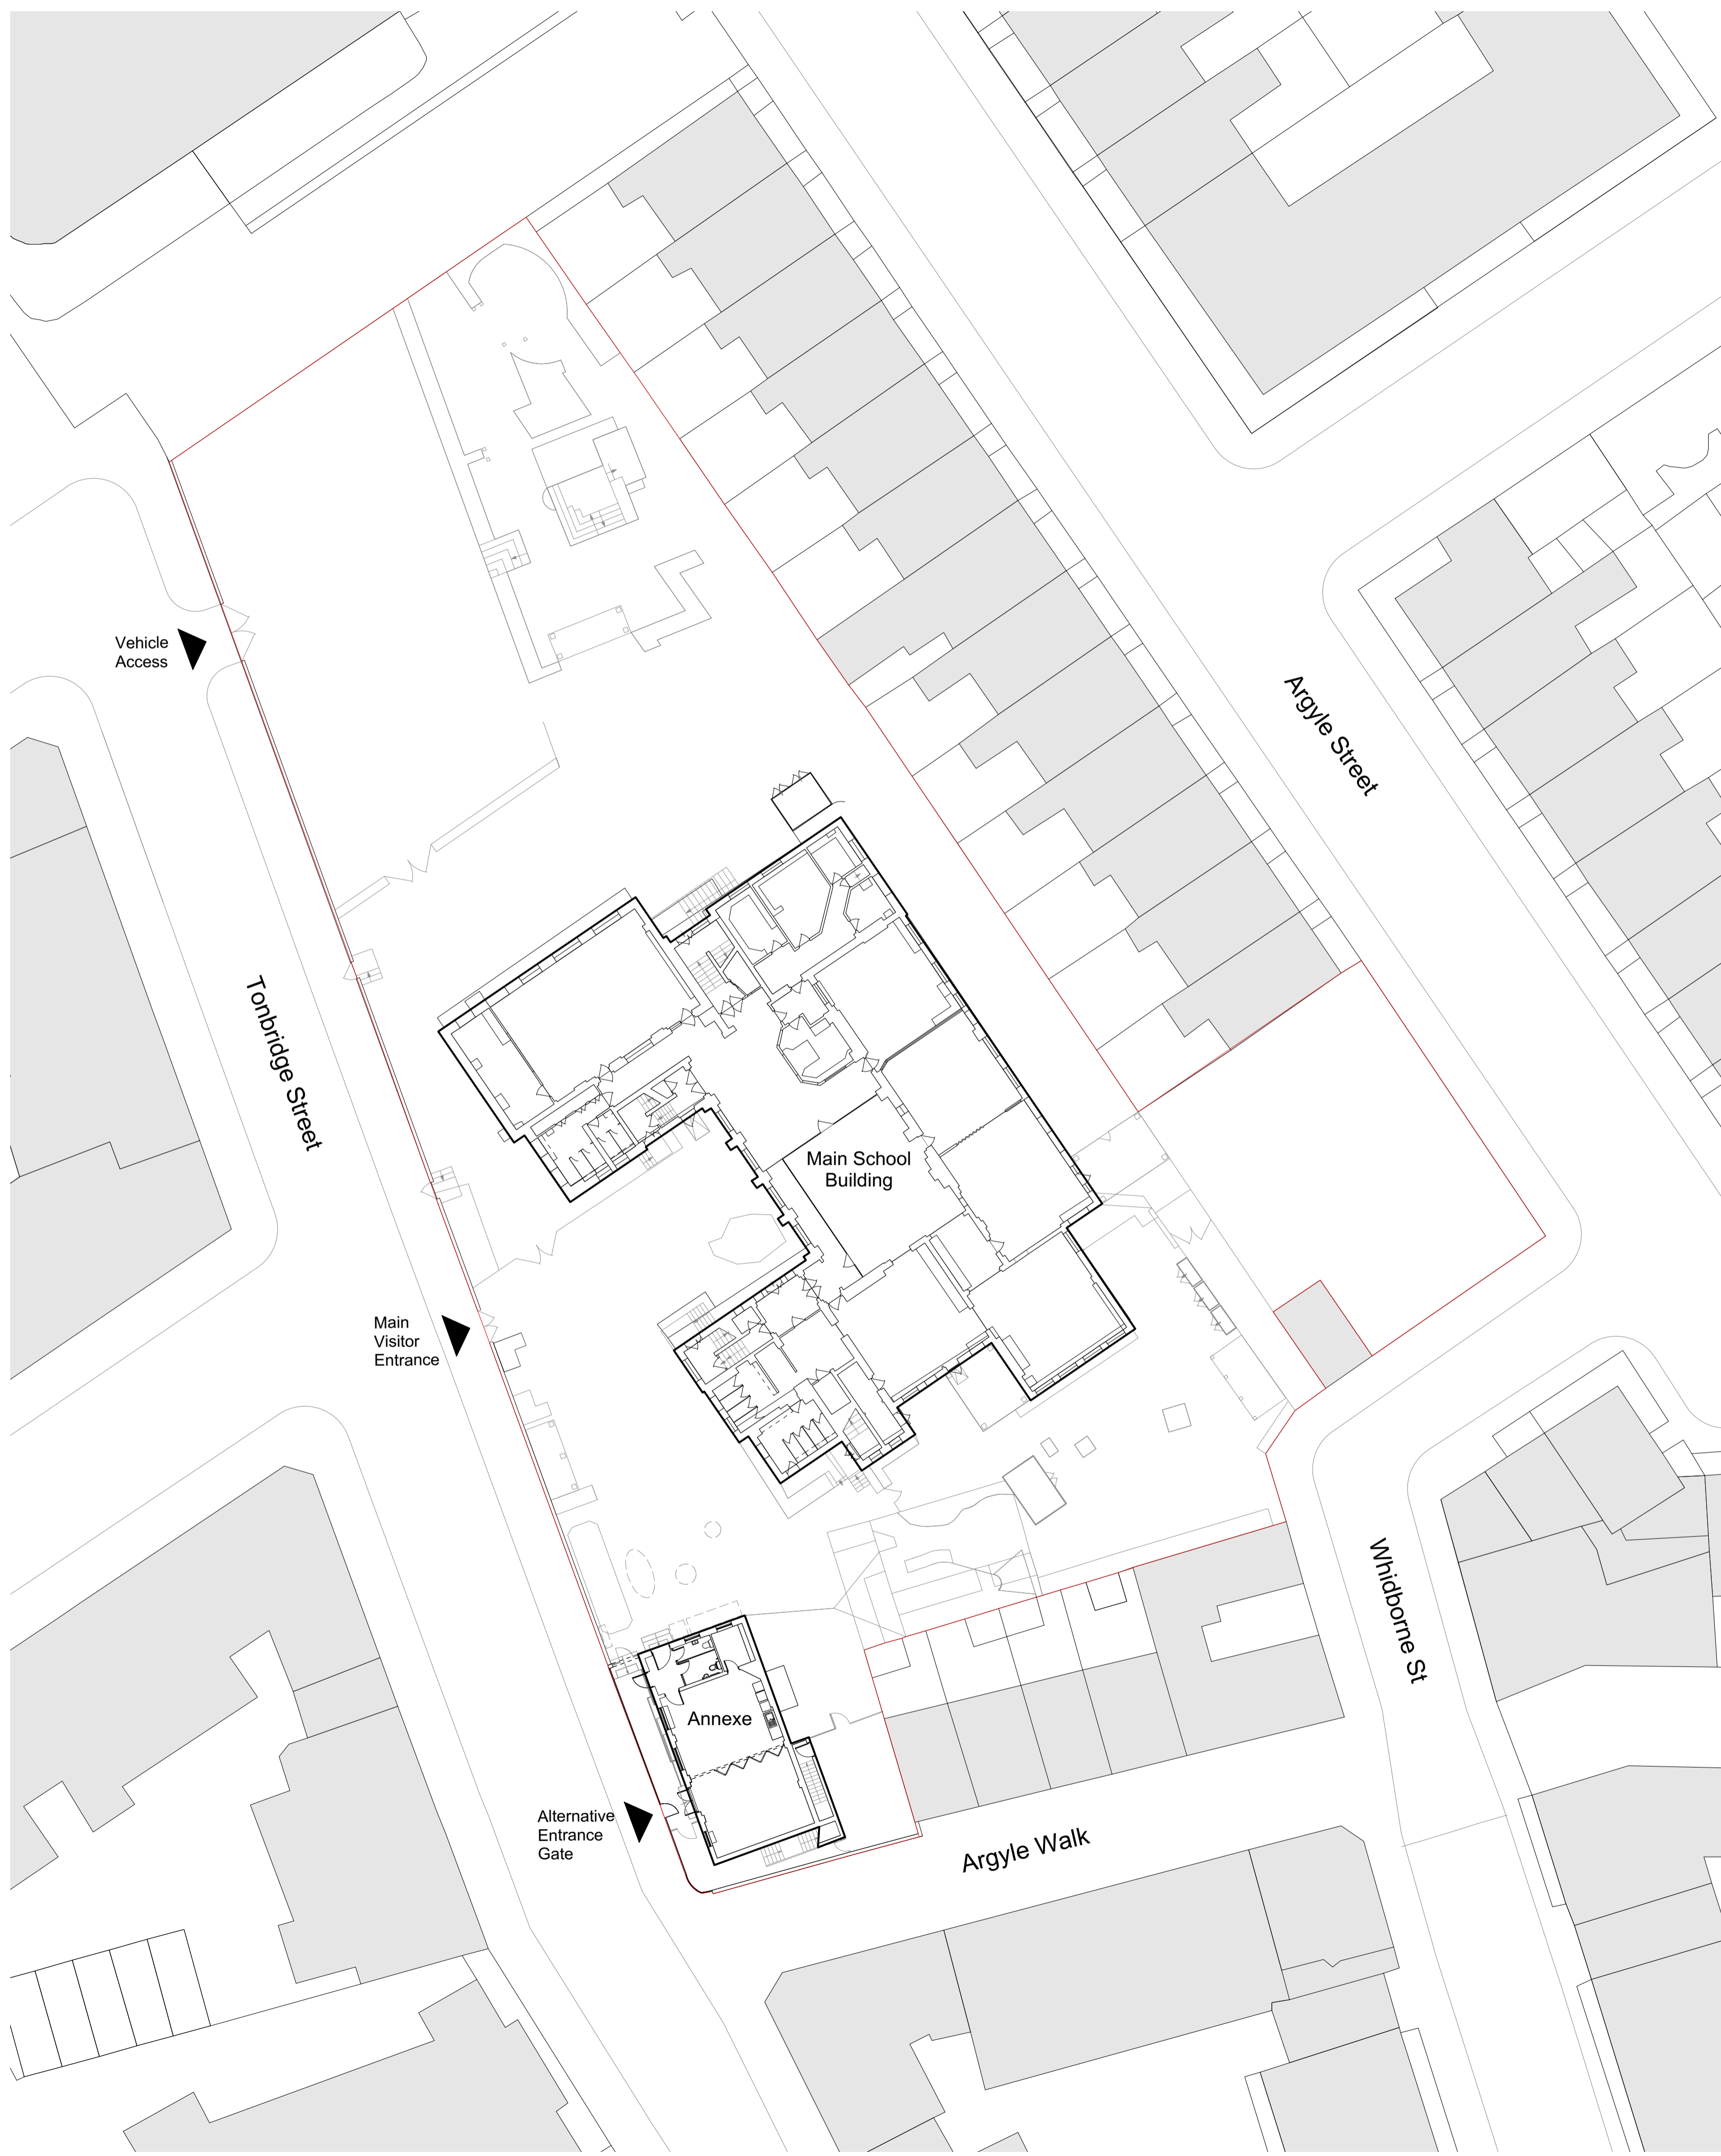 Vehicle
Access
Argyle Street
Tonbridge Street
Main School
Building
Main
Visitor
Entrance
Whidborne St
Annexe
Alternative
Entrance
Gate
Argyle Walk